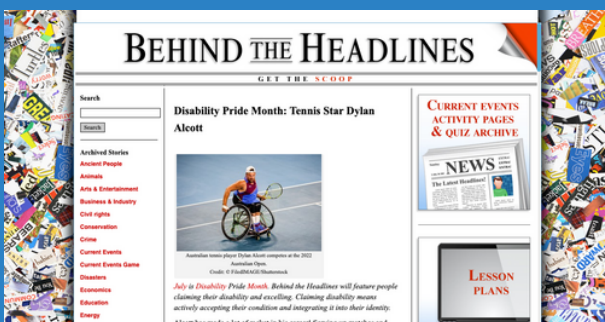 BEHIND THE HEADLINES
GET THE SCOOP
Search
Search
Archived Stories
Ancient People
Animals
Arts & Entertainment
Business & Industry
Civil rights
Conservation
Crime
Current Events
Current Events Game
Disasters
Economics
Education
Energy
Disability Pride Month: Tennis Star Dylan
Alcott
Australian tennis player Dylan Alcott competes at the 2022
Australian Open.
Credit: © FiledIMAGE/Shutterstock
July is Disability Pride Month. Behind the Headlines will feature people
claiming their disability and excelling. Claiming disability means
actively accepting their condition and integrating it into their identity.
CURRENT EVENTS
ACTIVITY PAGES
& QUIZ ARCHIVE
NEWS
The Latest Headlines!
LESSON
PLANS